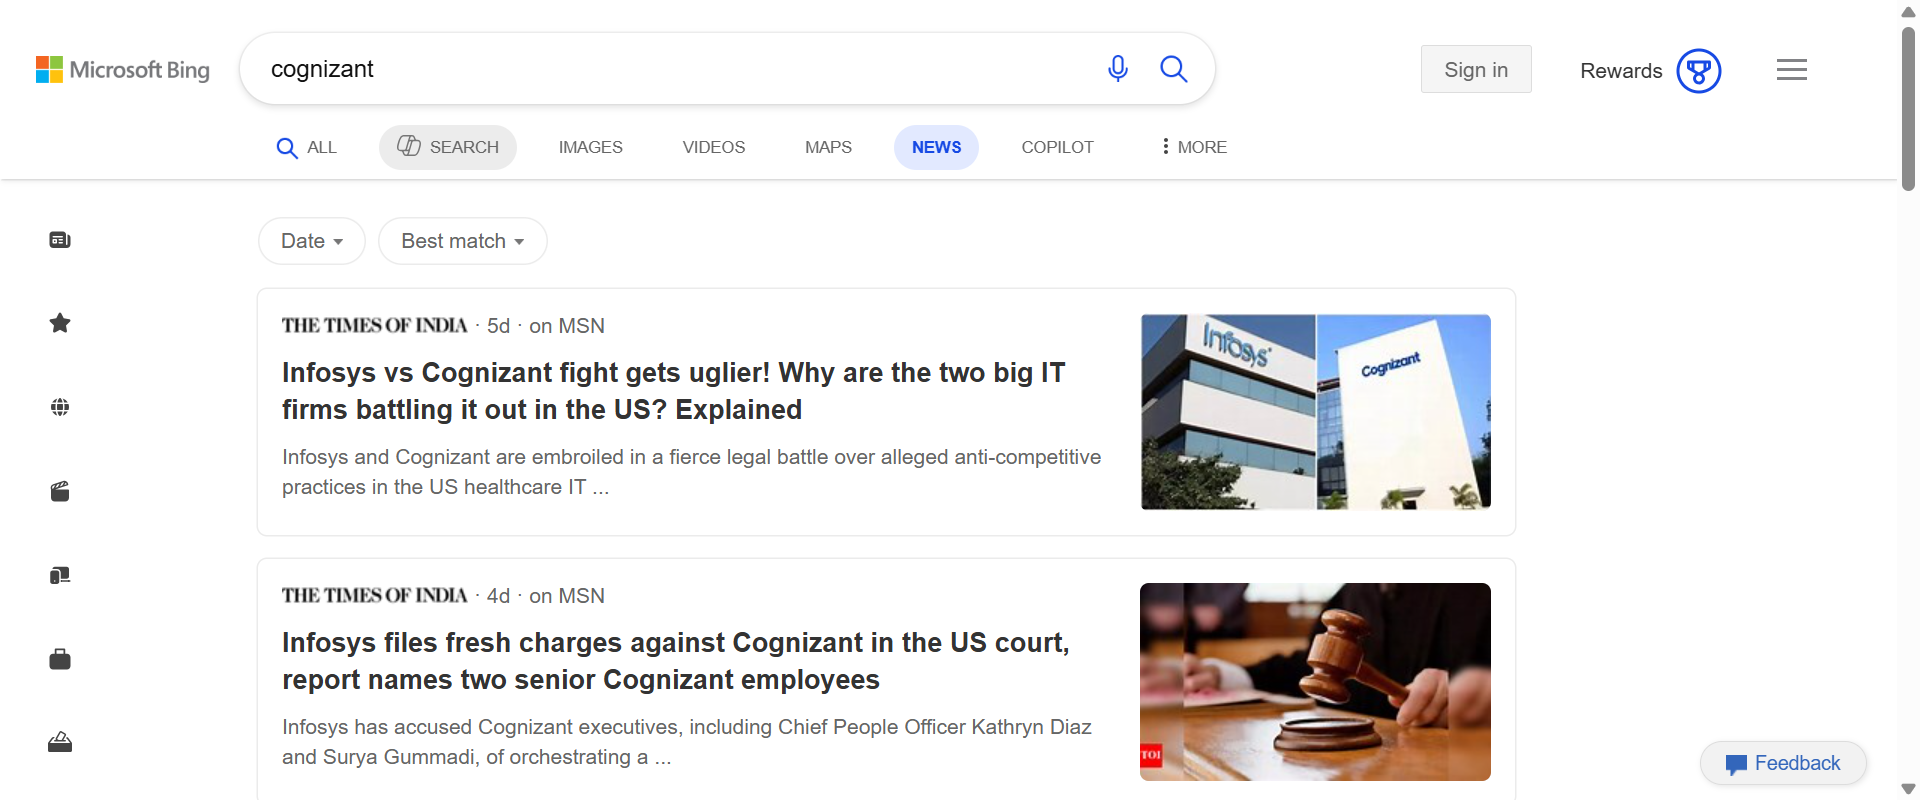 Microsoft Bing
cognizant
Sign in
Rewards
ALL
SEARCH
IMAGES
VIDEOS
MAPS
NEWS
COPILOT
MORE
Date
Best match
THE TIMES OF INDIA · 5d · on MSN
Infosys vs Cognizant fight gets uglier! Why are the two big IT
firms battling it out in the US? Explained
Infosys and Cognizant are embroiled in a fierce legal battle over alleged anti-competitive
practices in the US healthcare IT ...
Infosys
Cognizant
THE TIMES OF INDIA · 4d · on MSN
Infosys files fresh charges against Cognizant in the US court,
report names two senior Cognizant employees
Infosys has accused Cognizant executives, including Chief People Officer Kathryn Diaz
and Surya Gummadi, of orchestrating a ...
TOI
Feedback